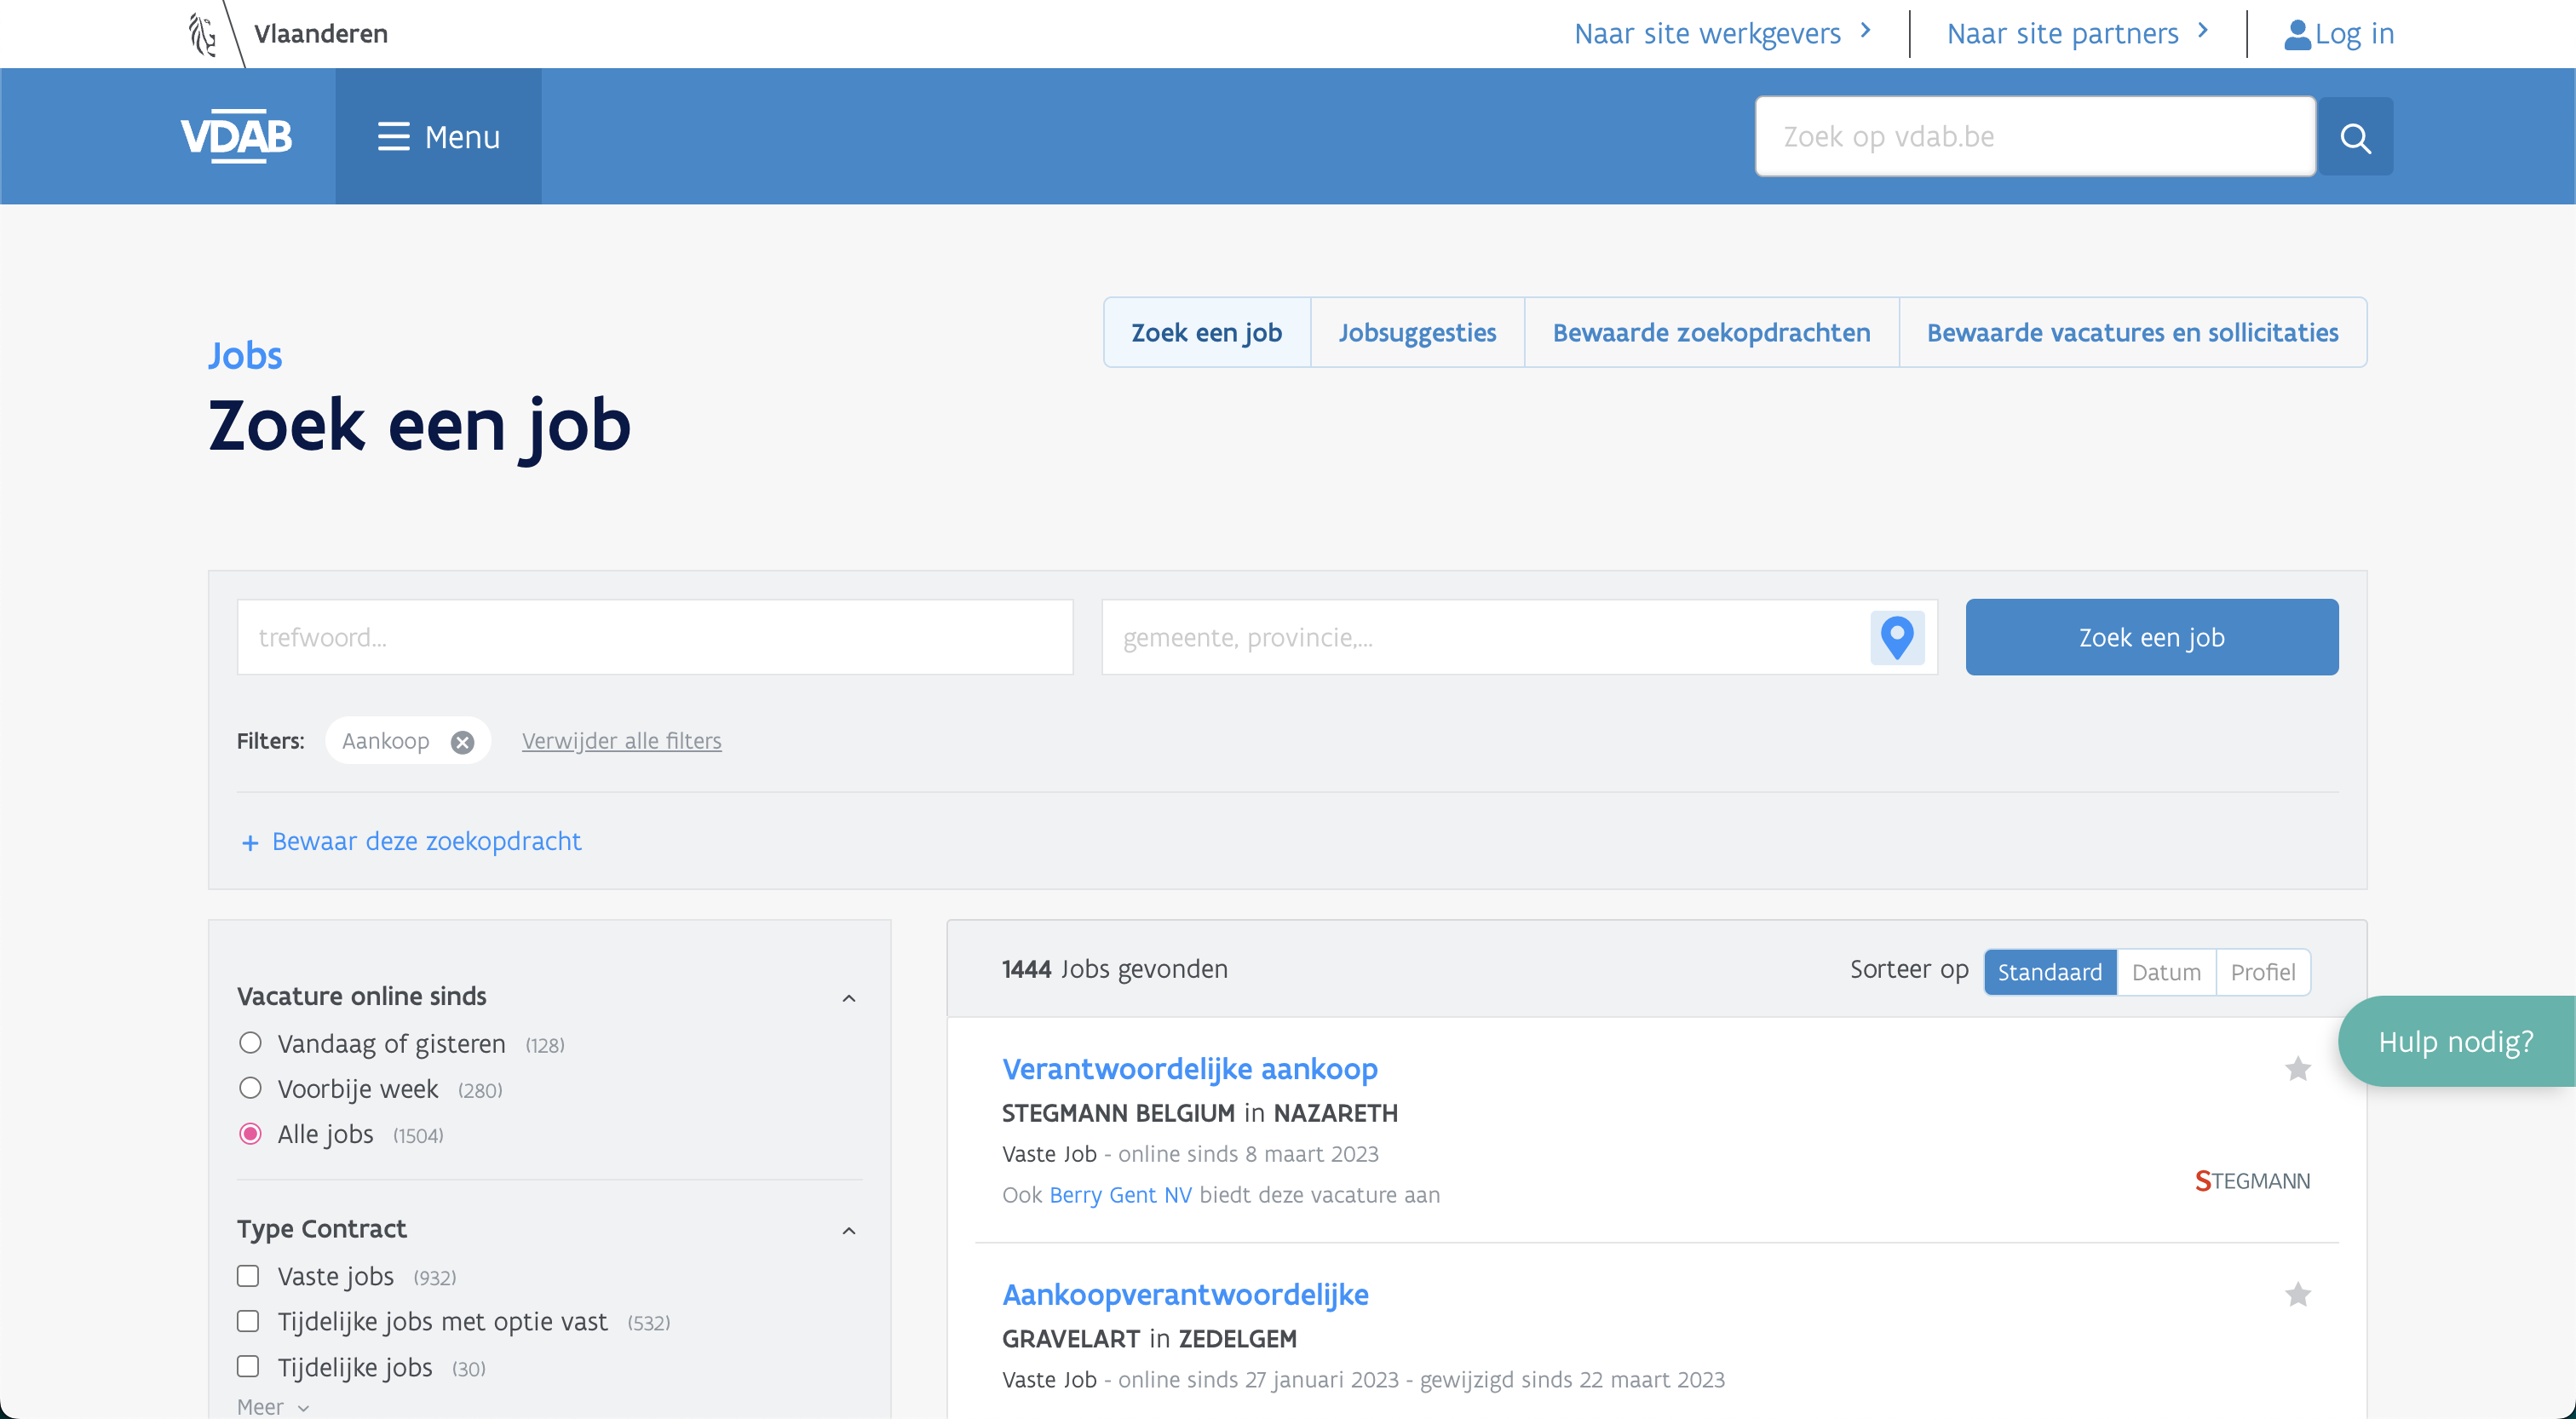 Vlaanderen
Naar site werkgevers
Naar site partners
Log in
VDAB
Menu
Zoek op vdab.be
Jobs
Zoek een job
Zoek een job
Jobsuggesties
Bewaarde zoekopdrachten
Bewaarde vacatures en sollicitaties
trefwoord...
gemeente, provincie,...
Zoek een job
Filters: Aankoop Verwijder alle filters
+ Bewaar deze zoekopdracht
Vacature online sinds
Vandaag of gisteren (128)
Voorbije week (280)
Alle jobs (1504)
Type Contract
Vaste jobs (932)
Tijdelijke jobs met optie vast (532)
Tijdelijke jobs (30)
Meer
1444 Jobs gevonden
Sorteer op Standaard Datum Profiel
Verantwoordelijke aankoop
STEGMANN BELGIUM in NAZARETH
Vaste Job - online sinds 8 maart 2023
Ook Berry Gent NV biedt deze vacature aan
STEGMANN
Aankoopverantwoordelijke
GRAVELART in ZEDELGEM
Vaste Job - online sinds 27 januari 2023 - gewijzigd sinds 22 maart 2023
Hulp nodig?